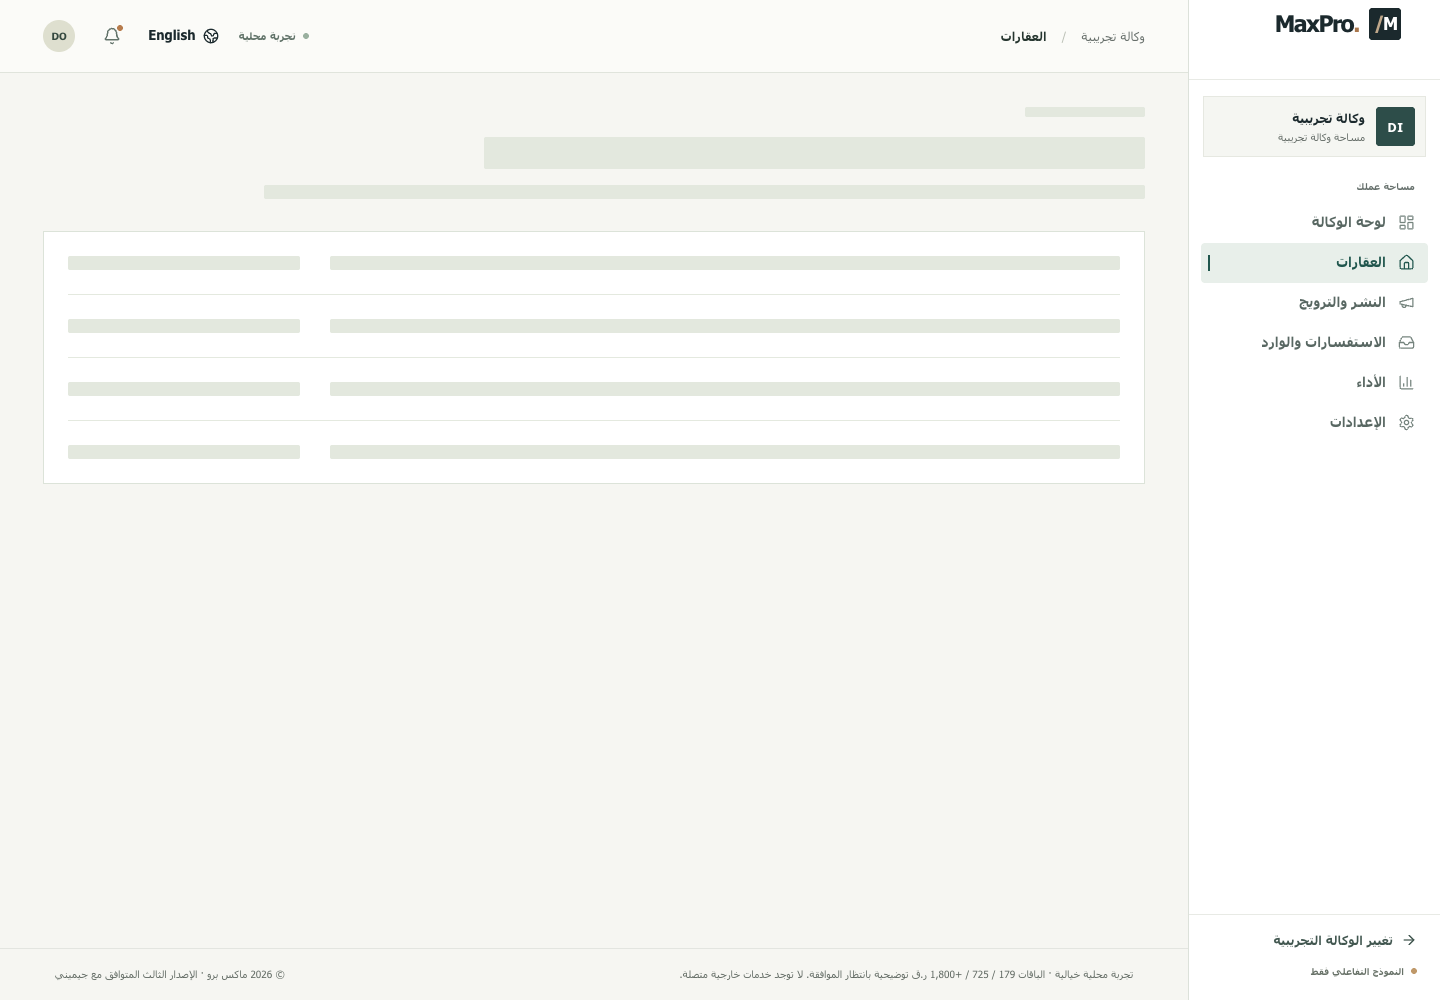 /M MaxPro.
DI
وكالة تجريبية
مساحة وكالة تجريبية
مساحة عملك
لوحة الوكالة
العقارات
النشر والترويج
الاستفسارات والوارد
الأداء
الإعدادات
تغيير الوكالة التجريبية
النموذج التفاعلي فقط
وكالة تجريبية / العقارات
تجربة محلية
English
DO
تجربة محلية خيالية · الباقات 179 / 725 / +1,800 ر.ق توضيحية بانتظار الموافقة. لا توجد خدمات خارجية متصلة.
© 2026 ماكس برو · الإصدار الثالث المتوافق مع جيميني